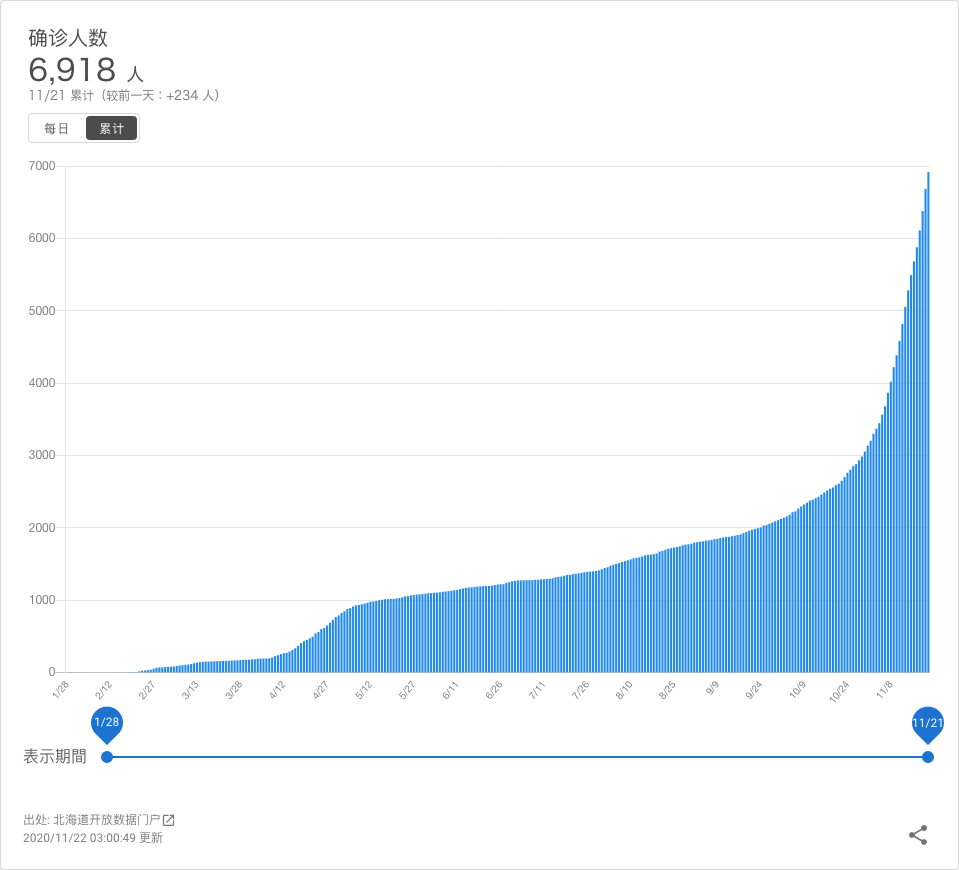 确诊人数
6,918 人
11/21 累计（较前一天：+234 人）
每日 累计
7000
6000
5000
4000
3000
2000
1000
0
1/28 2/12 2/27 3/13 3/28 4/12 4/27 5/12 5/27 6/11 6/26 7/11 7/26 8/10 8/25 9/9 9/24 10/9 10/24 11/8
1/28 11/21
表示期間
出处: 北海道开放数据门户
2020/11/22 03:00:49 更新